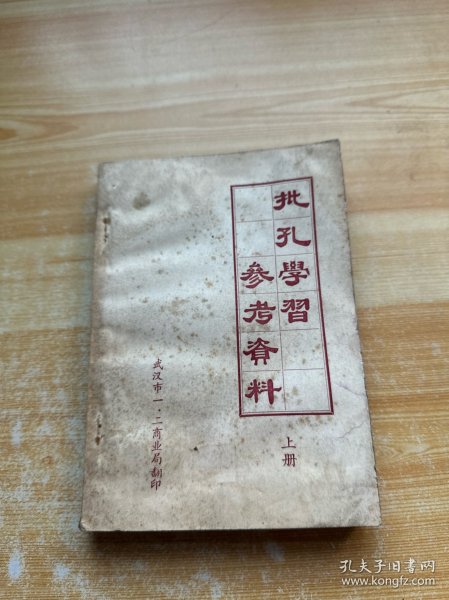 批孔學習
參考資料
上册
武汉市一·二商业局翻印
孔夫子旧书网
www.kongfz.com